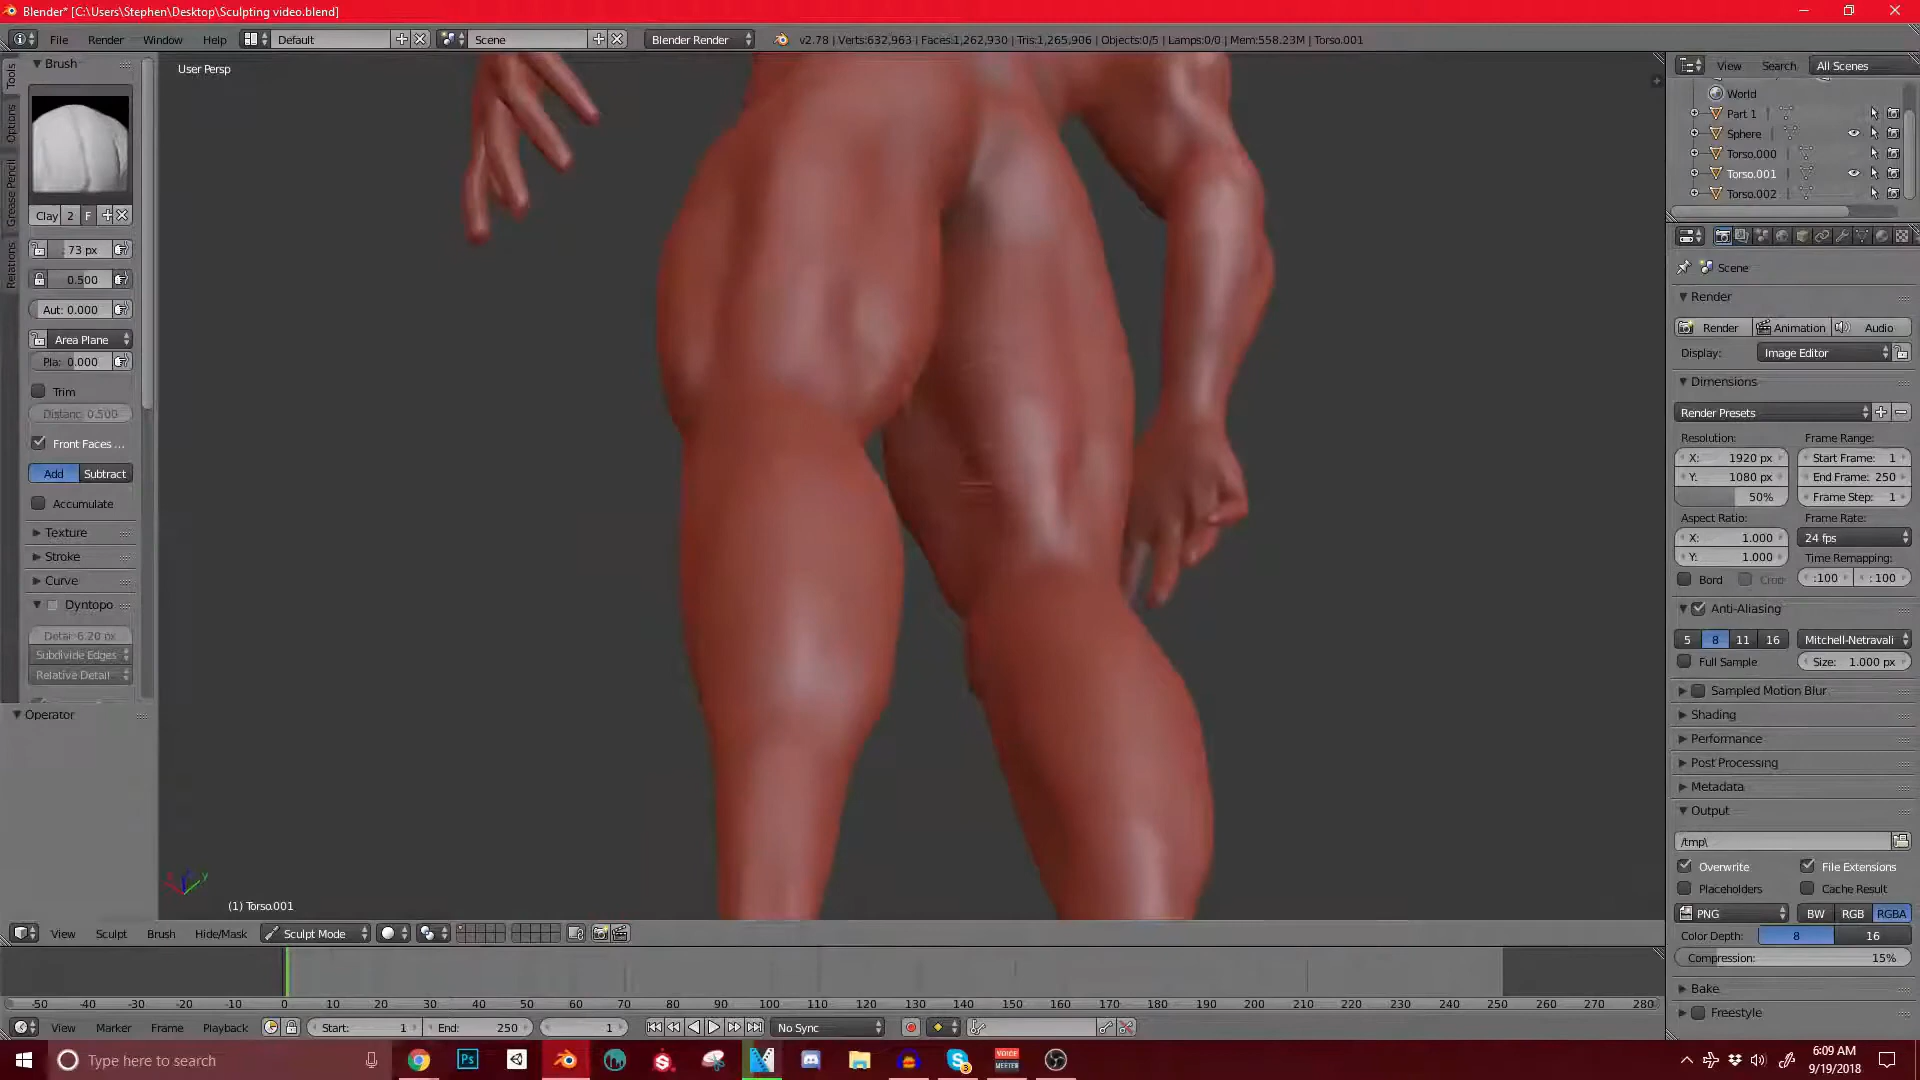 Blender* [C:\Users\Stephen\Desktop\Sculpting video.blend]
File Render Window Help Default Scene Blender Render v2.78 | Verts:632,963 | Faces:1,262,930 | Tris:1,265,906 | Objects:0/5 | Lamps:0/0 | Mem:558.23M | Torso.001
Tools
Options
Grease Pencil
Relations
Brush
Clay 2 F
: 73 px
0.500
Aut: 0.000
Area Plane
Pla: 0.000
Trim
Distanc: 0.500
Front Faces ...
Add Subtract
Accumulate
Texture
Stroke
Curve
Dyntopo
Detai: 6.20 px
Subdivide Edges
Relative Detail
Operator
User Persp
(1) Torso.001
View Sculpt Brush Hide/Mask Sculpt Mode
-50 -40 -30 -20 -10 0 10 20 30 40 50 60 70 80 90 100 110 120 130 140 150 160 170 180 190 200 210 220 230 240 250 260 270 280
View Marker Frame Playback Start: 1 End: 250 1 No Sync
View Search All Scenes
World
Part 1
Sphere
Torso.000
Torso.001
Torso.002
Scene
Render
Render Animation Audio
Display: Image Editor
Dimensions
Render Presets
Resolution: Frame Range:
X: 1920 px Start Frame: 1
Y: 1080 px End Frame: 250
50% Frame Step: 1
Aspect Ratio: Frame Rate:
X: 1.000 24 fps
Y: 1.000 Time Remapping:
Bord Crop :100 : 100
Anti-Aliasing
5 8 11 16 Mitchell-Netravali
Full Sample Size: 1.000 px
Sampled Motion Blur
Shading
Performance
Post Processing
Metadata
Output
/tmp\
Overwrite File Extensions
Placeholders Cache Result
PNG BW RGB RGBA
Color Depth: 8 16
Compression: 15%
Bake
Freestyle
Type here to search
Ps
VOICE MEETER
6:09 AM
9/19/2018